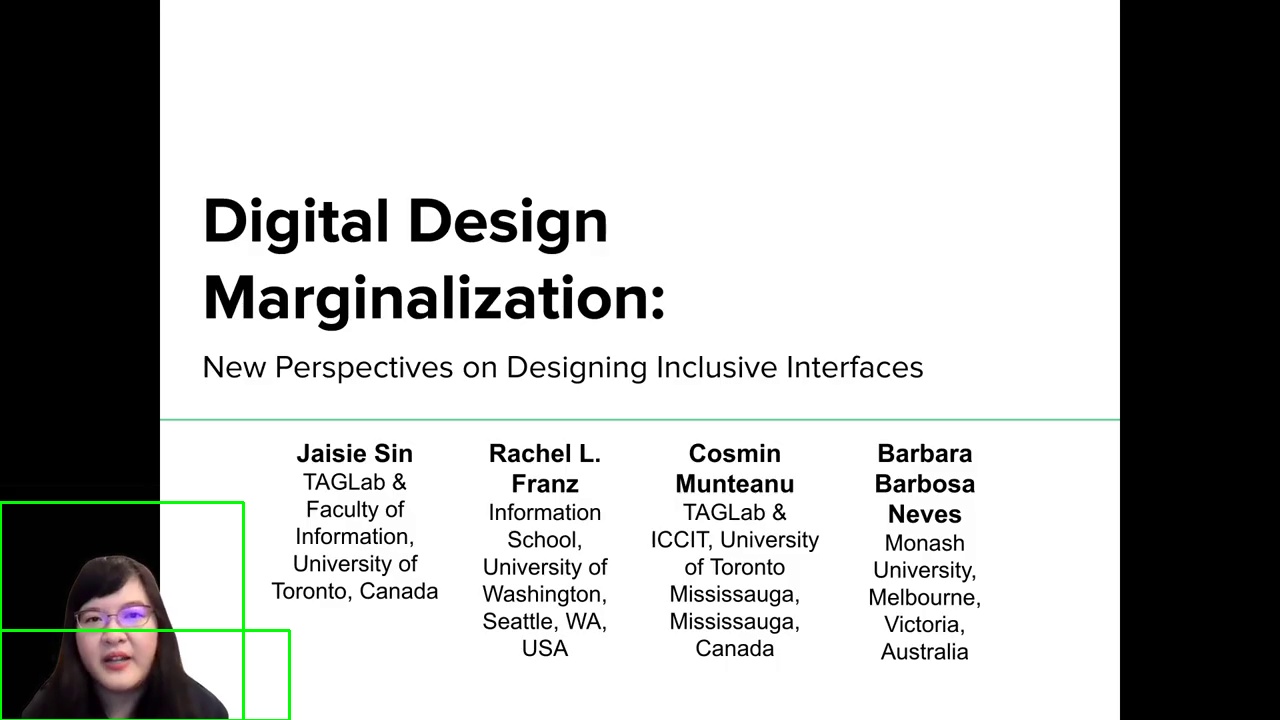 Digital Design
Marginalization:
New Perspectives on Designing Inclusive Interfaces
Jaisie Sin
TAGLab &
Faculty of
Information,
University of
Toronto, Canada
Rachel L.
Franz
Information
School,
University of
Washington,
Seattle, WA,
USA
Cosmin
Munteanu
TAGLab &
ICCIT, University
of Toronto
Mississauga,
Mississauga,
Canada
Barbara
Barbosa
Neves
Monash
University,
Melbourne,
Victoria,
Australia